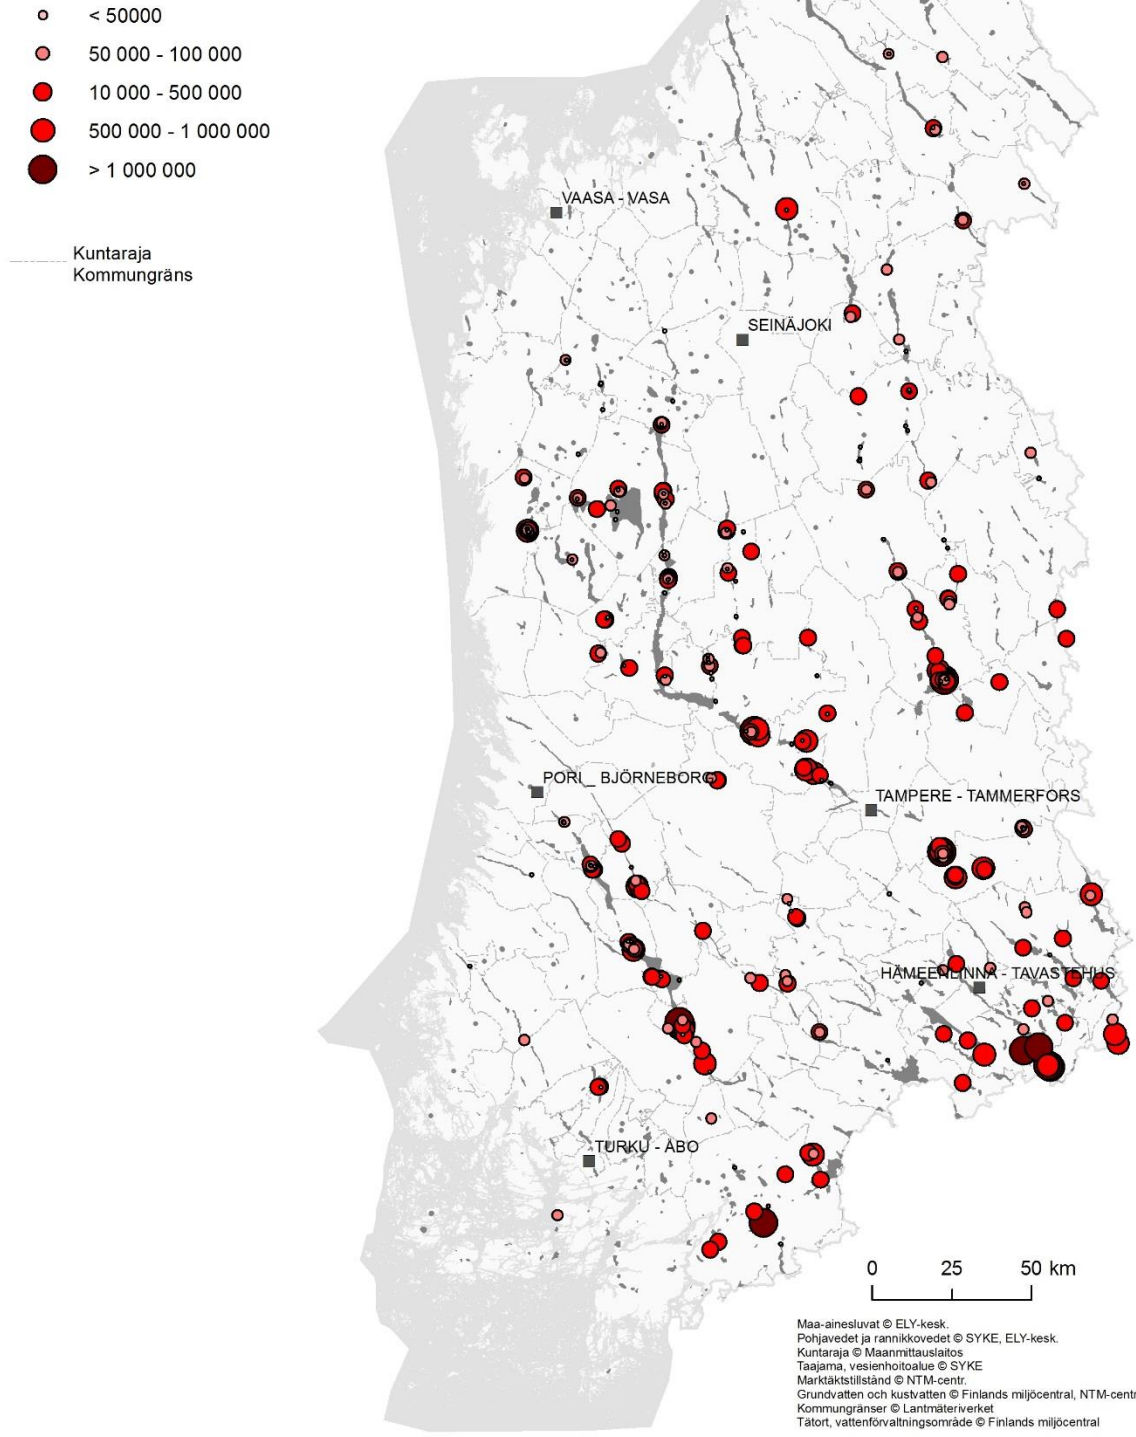 < 50000
50 000 - 100 000
10 000 - 500 000
500 000 - 1 000 000
> 1 000 000
Kuntaraja
Kommungräns
VAASA - VASA
SEINÄJOKI
PORI_ BJÖRNEBORG
TAMPERE - TAMMERFORS
HÄMEENLINNA - TAVASTEHUS
TURKU - ÅBO
0 25 50 km
Maa-ainesluvat © ELY-kesk.
Pohjavedet ja rannikkovedet © SYKE, ELY-kesk.
Kuntaraja © Maanmittauslaitos
Taajama, vesienhoitoalue © SYKE
Marktäktstillstånd © NTM-centr.
Grundvatten och kustvatten © Finlands miljöcentral, NTM-centr
Kommungränser © Lantmäteriverket
Tätort, vattenförvaltningsområde © Finlands miljöcentral